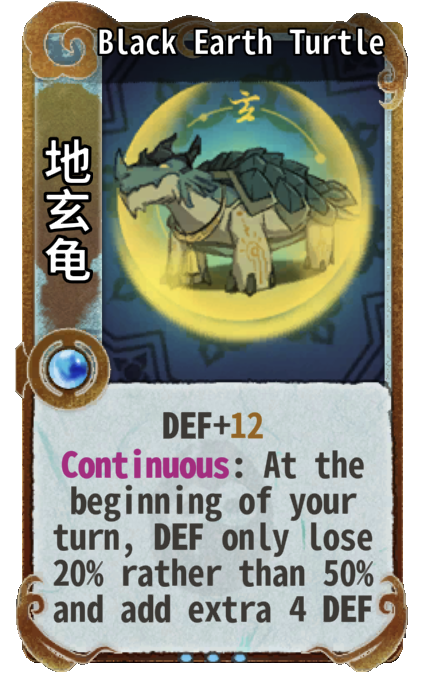 Black Earth Turtle
玄
地玄龟
DEF+12
Continuous: At the
beginning of your
turn, DEF only lose
20% rather than 50%
and add extra 4 DEF